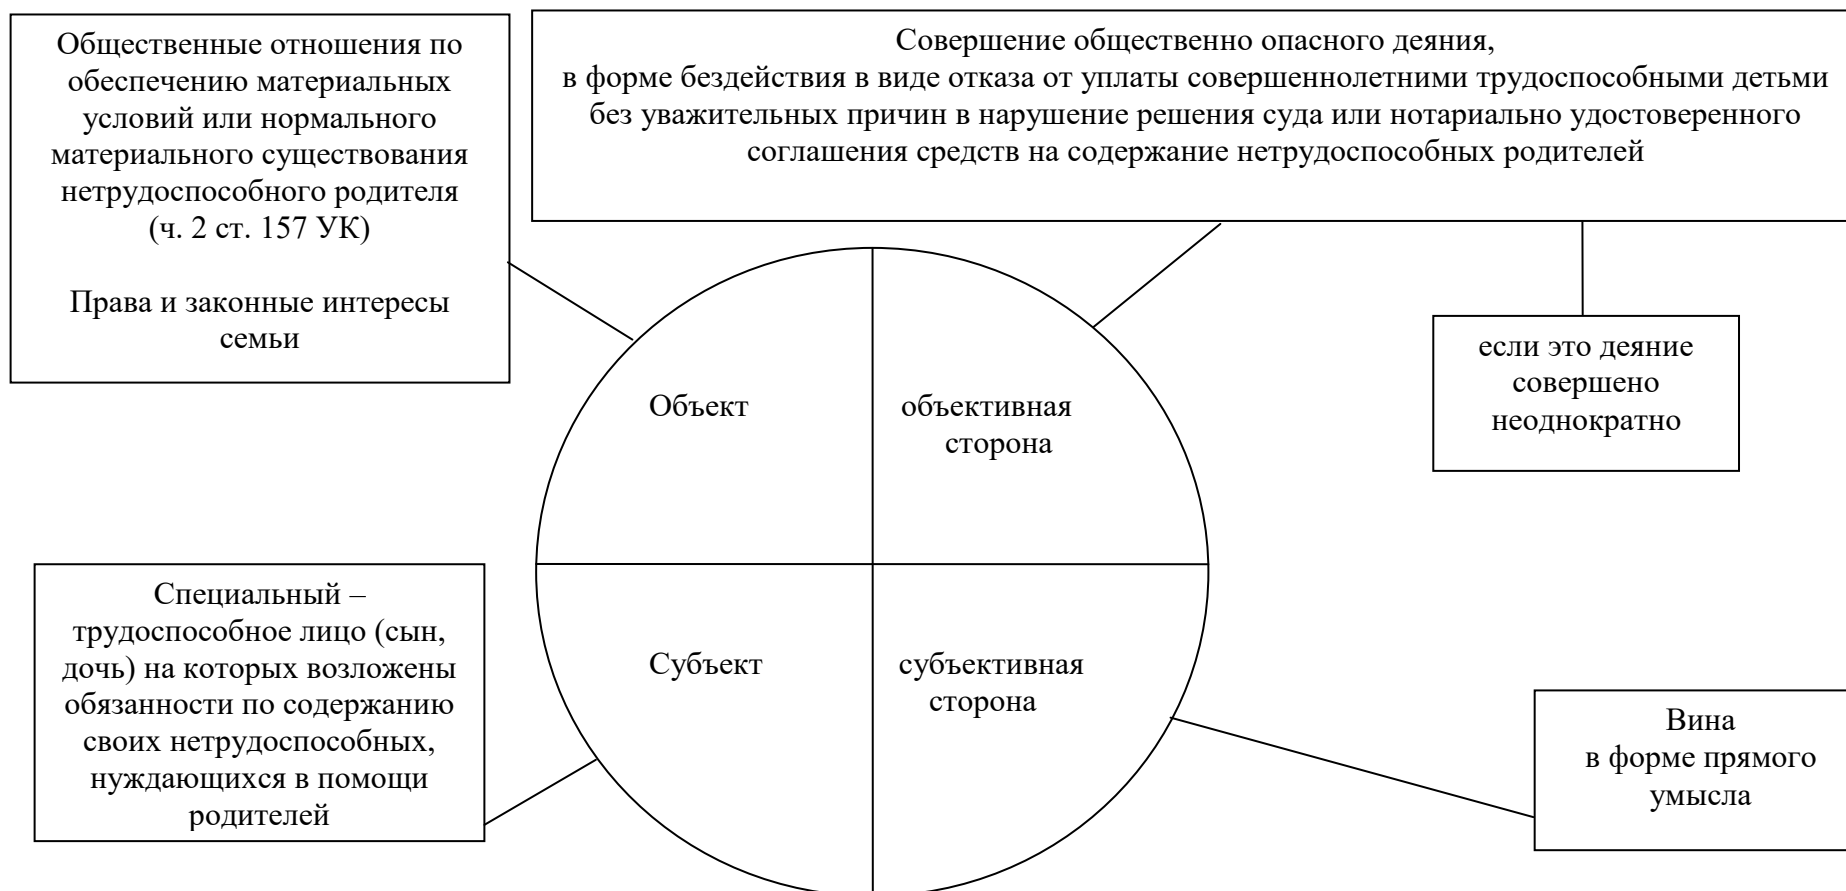 Общественные отношения по
обеспечению материальных
условий или нормального
материального существования
нетрудоспособного родителя
(ч. 2 ст. 157 УК)
Права и законные интересы
семьи
Совершение общественно опасного деяния,
в форме бездействия в виде отказа от уплаты совершеннолетними трудоспособными детьми
без уважительных причин в нарушение решения суда или нотариально удостоверенного
соглашения средств на содержание нетрудоспособных родителей
если это деяние
совершено
неоднократно
Объект
объективная
сторона
Специальный –
трудоспособное лицо (сын,
дочь) на которых возложены
обязанности по содержанию
своих нетрудоспособных,
нуждающихся в помощи
родителей
Субъект
субъективная
сторона
Вина
в форме прямого
умысла